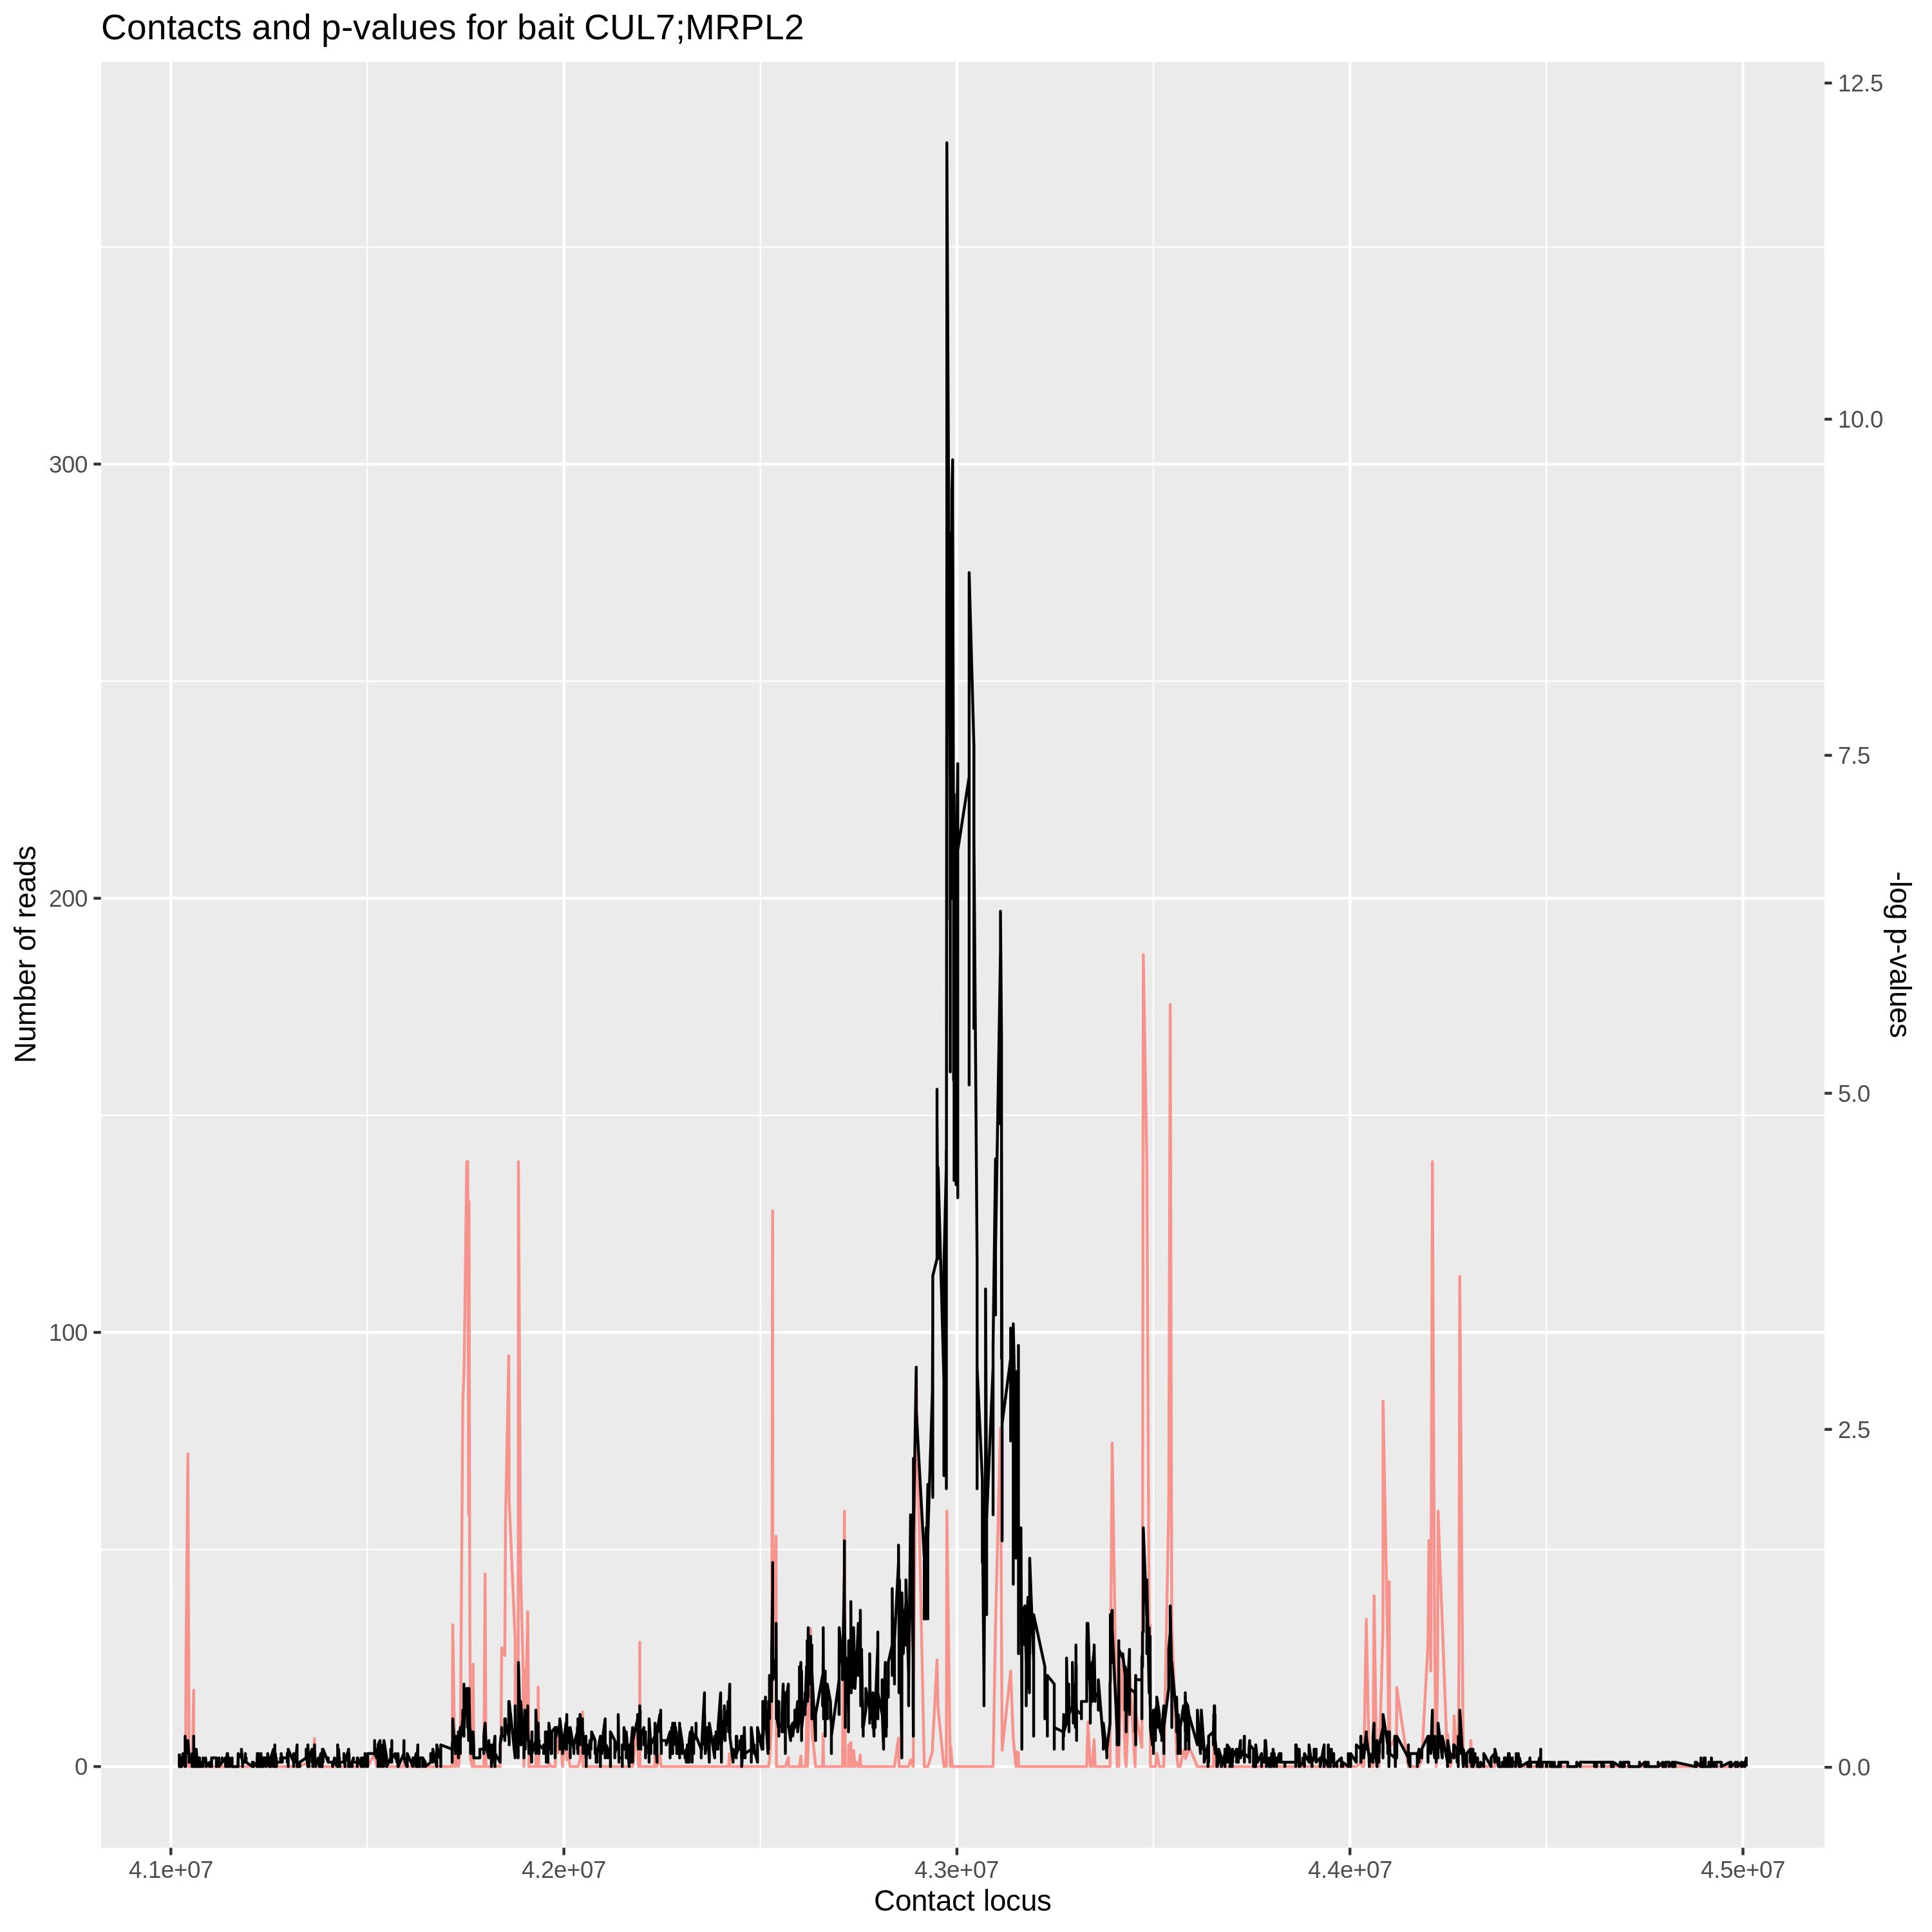 Contacts and p-values for bait CUL7;MRPL2
12.5
10.0
300
7.5
200
Number of reads
-log p-values
5.0
100
2.5
0
0.0
4.1e+07 4.2e+07 4.3e+07 4.4e+07 4.5e+07
Contact locus